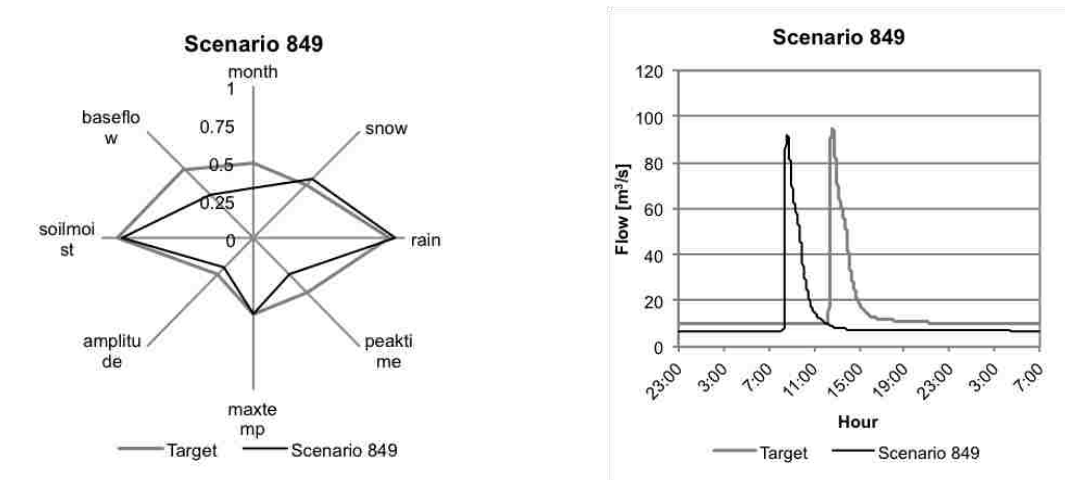 Scenario 849
month
1
baseflo
w
0.75
snow
0.5
0.25
soilmoi
st
0
rain
amplitu
de
peakti
me
maxte
mp
Target
Scenario 849
Scenario 849
Flow [m³/s]
120
100
80
60
40
20
0
23:00
3:00
7:00
11:00
15:00
19:00
23:00
3:00
7:00
Hour
Target
Scenario 849